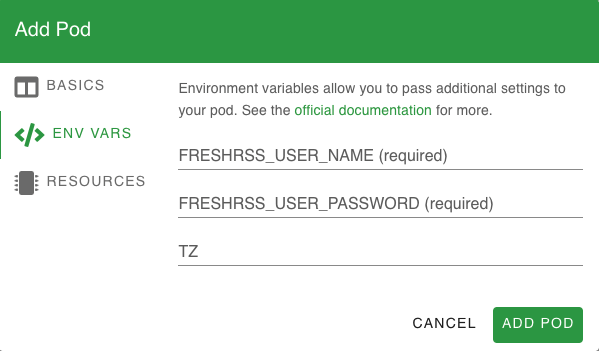 Add Pod
BASICS
ENV VARS
RESOURCES
Environment variables allow you to pass additional settings to
your pod. See the official documentation for more.
FRESHRSS_USER_NAME (required)
FRESHRSS_USER_PASSWORD (required)
TZ
CANCEL
ADD POD